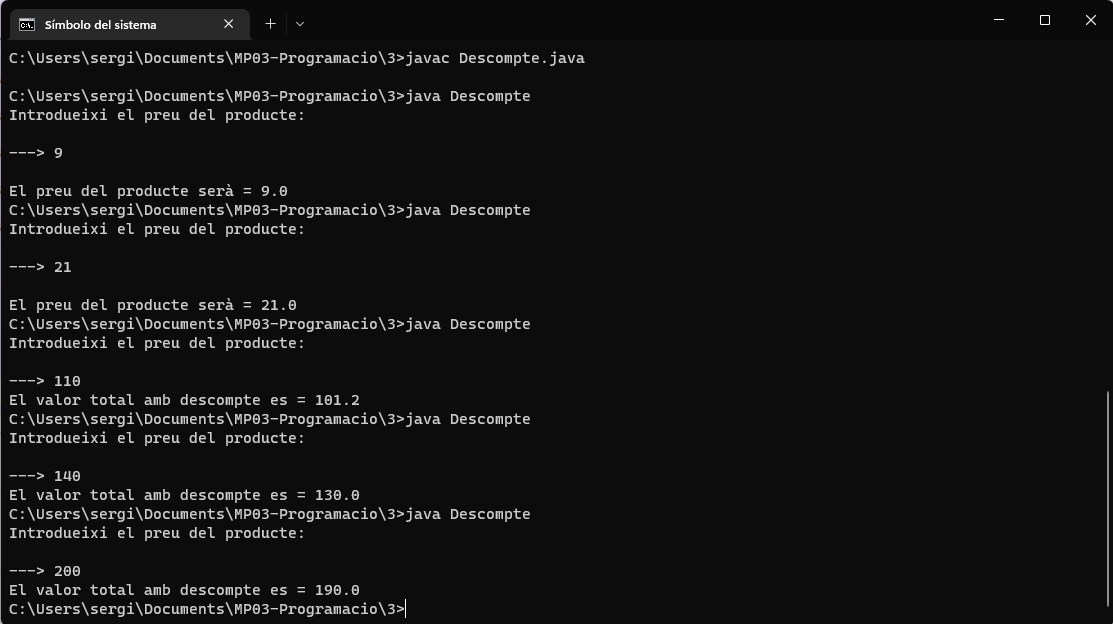 Símbolo del sistema
C:\Users\sergi\Documents\MP03-Programacio\3>javac Descompte.java
C:\Users\sergi\Documents\MP03-Programacio\3>java Descompte
Introdueixi el preu del producte:
---> 9
El preu del producte serà = 9.0
C:\Users\sergi\Documents\MP03-Programacio\3>java Descompte
Introdueixi el preu del producte:
---> 21
El preu del producte serà = 21.0
C:\Users\sergi\Documents\MP03-Programacio\3>java Descompte
Introdueixi el preu del producte:
---> 110
El valor total amb descompte es = 101.2
C:\Users\sergi\Documents\MP03-Programacio\3>java Descompte
Introdueixi el preu del producte:
---> 140
El valor total amb descompte es = 130.0
C:\Users\sergi\Documents\MP03-Programacio\3>java Descompte
Introdueixi el preu del producte:
---> 200
El valor total amb descompte es = 190.0
C:\Users\sergi\Documents\MP03-Programacio\3>